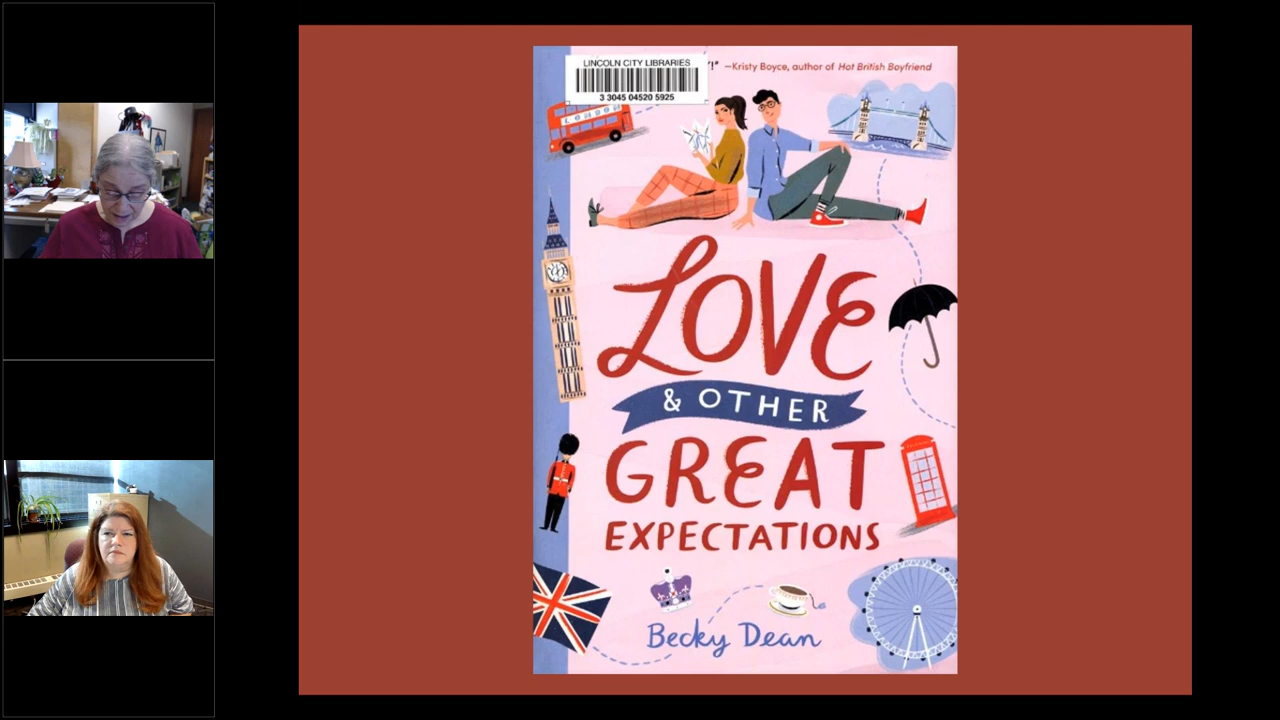 LINCOLN CITY LIBRARIES
3 3045 04520 5925
!" —Kristy Boyce, author of Hot British Boyfriend
LONDON
LOVE
& OTHER
GREAT
EXPECTATIONS
Becky Dean